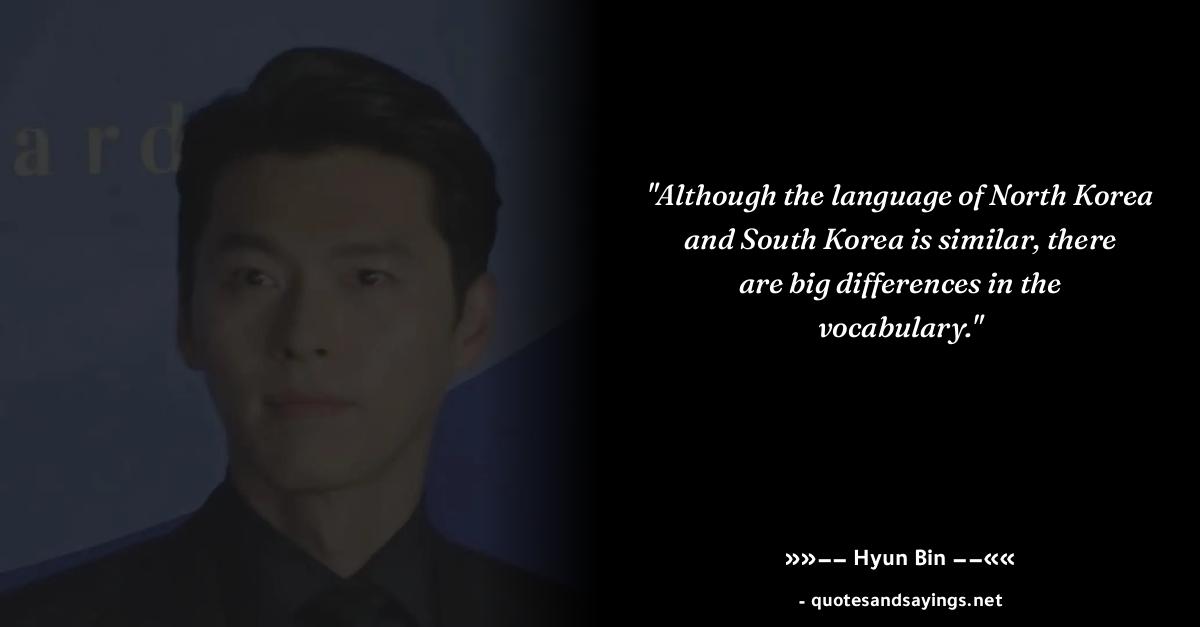 ard
"Although the language of North Korea
and South Korea is similar, there
are big differences in the
vocabulary."
»»–– Hyun Bin ––««
- quotesandsayings.net